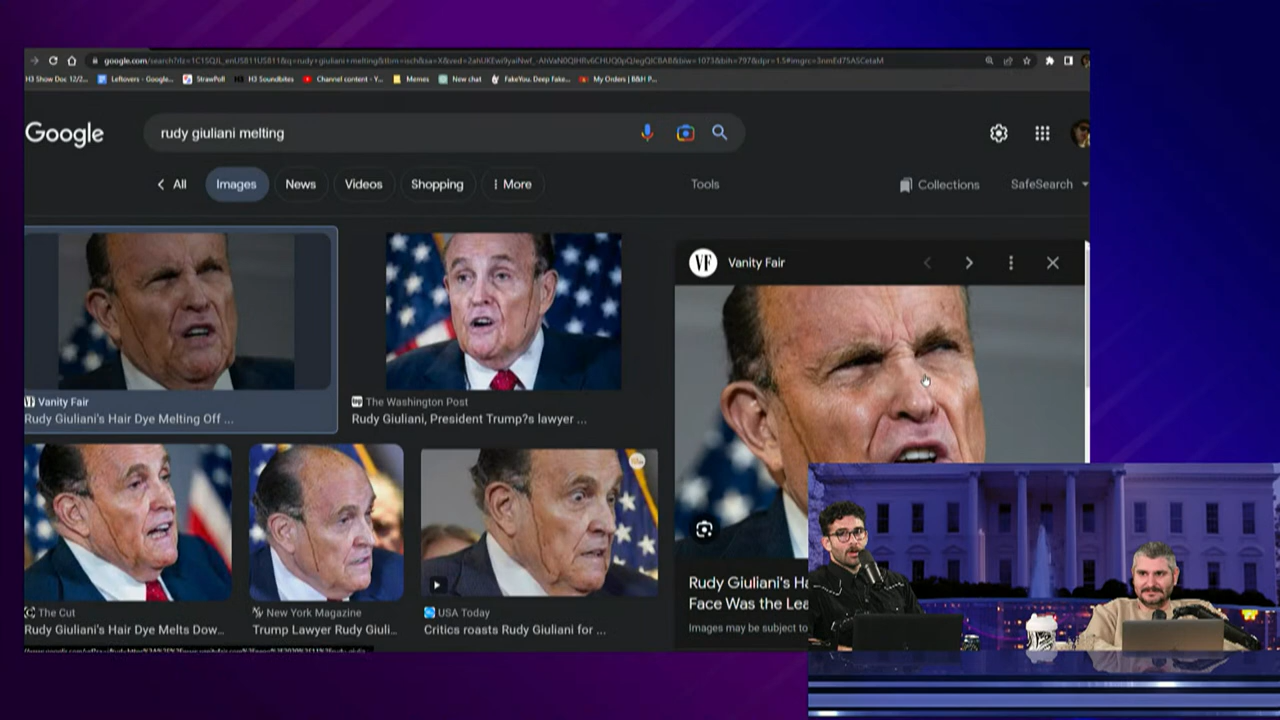 H3 Show Doc 12/2...
Leftovers - Google...
StrawPoll
H3
H3 Soundbites
Channel content - Y...
Memes
New chat
FakeYou. Deep Fake...
My Orders | B&H P...
Google
rudy giuliani melting
All
Images
News
Videos
Shopping
More
Tools
Collections
SafeSearch
VF
Vanity Fair
Vanity Fair
Rudy Giuliani's Hair Dye Melting Off ...
The Washington Post
Rudy Giuliani, President Trump?s lawyer ...
The Cut
Rudy Giuliani's Hair Dye Melts Dow...
New York Magazine
Trump Lawyer Rudy Giuli...
USA Today
Critics roasts Rudy Giuliani for ...
Rudy Giuliani's Ha
Face Was the Lea
Images may be subject to